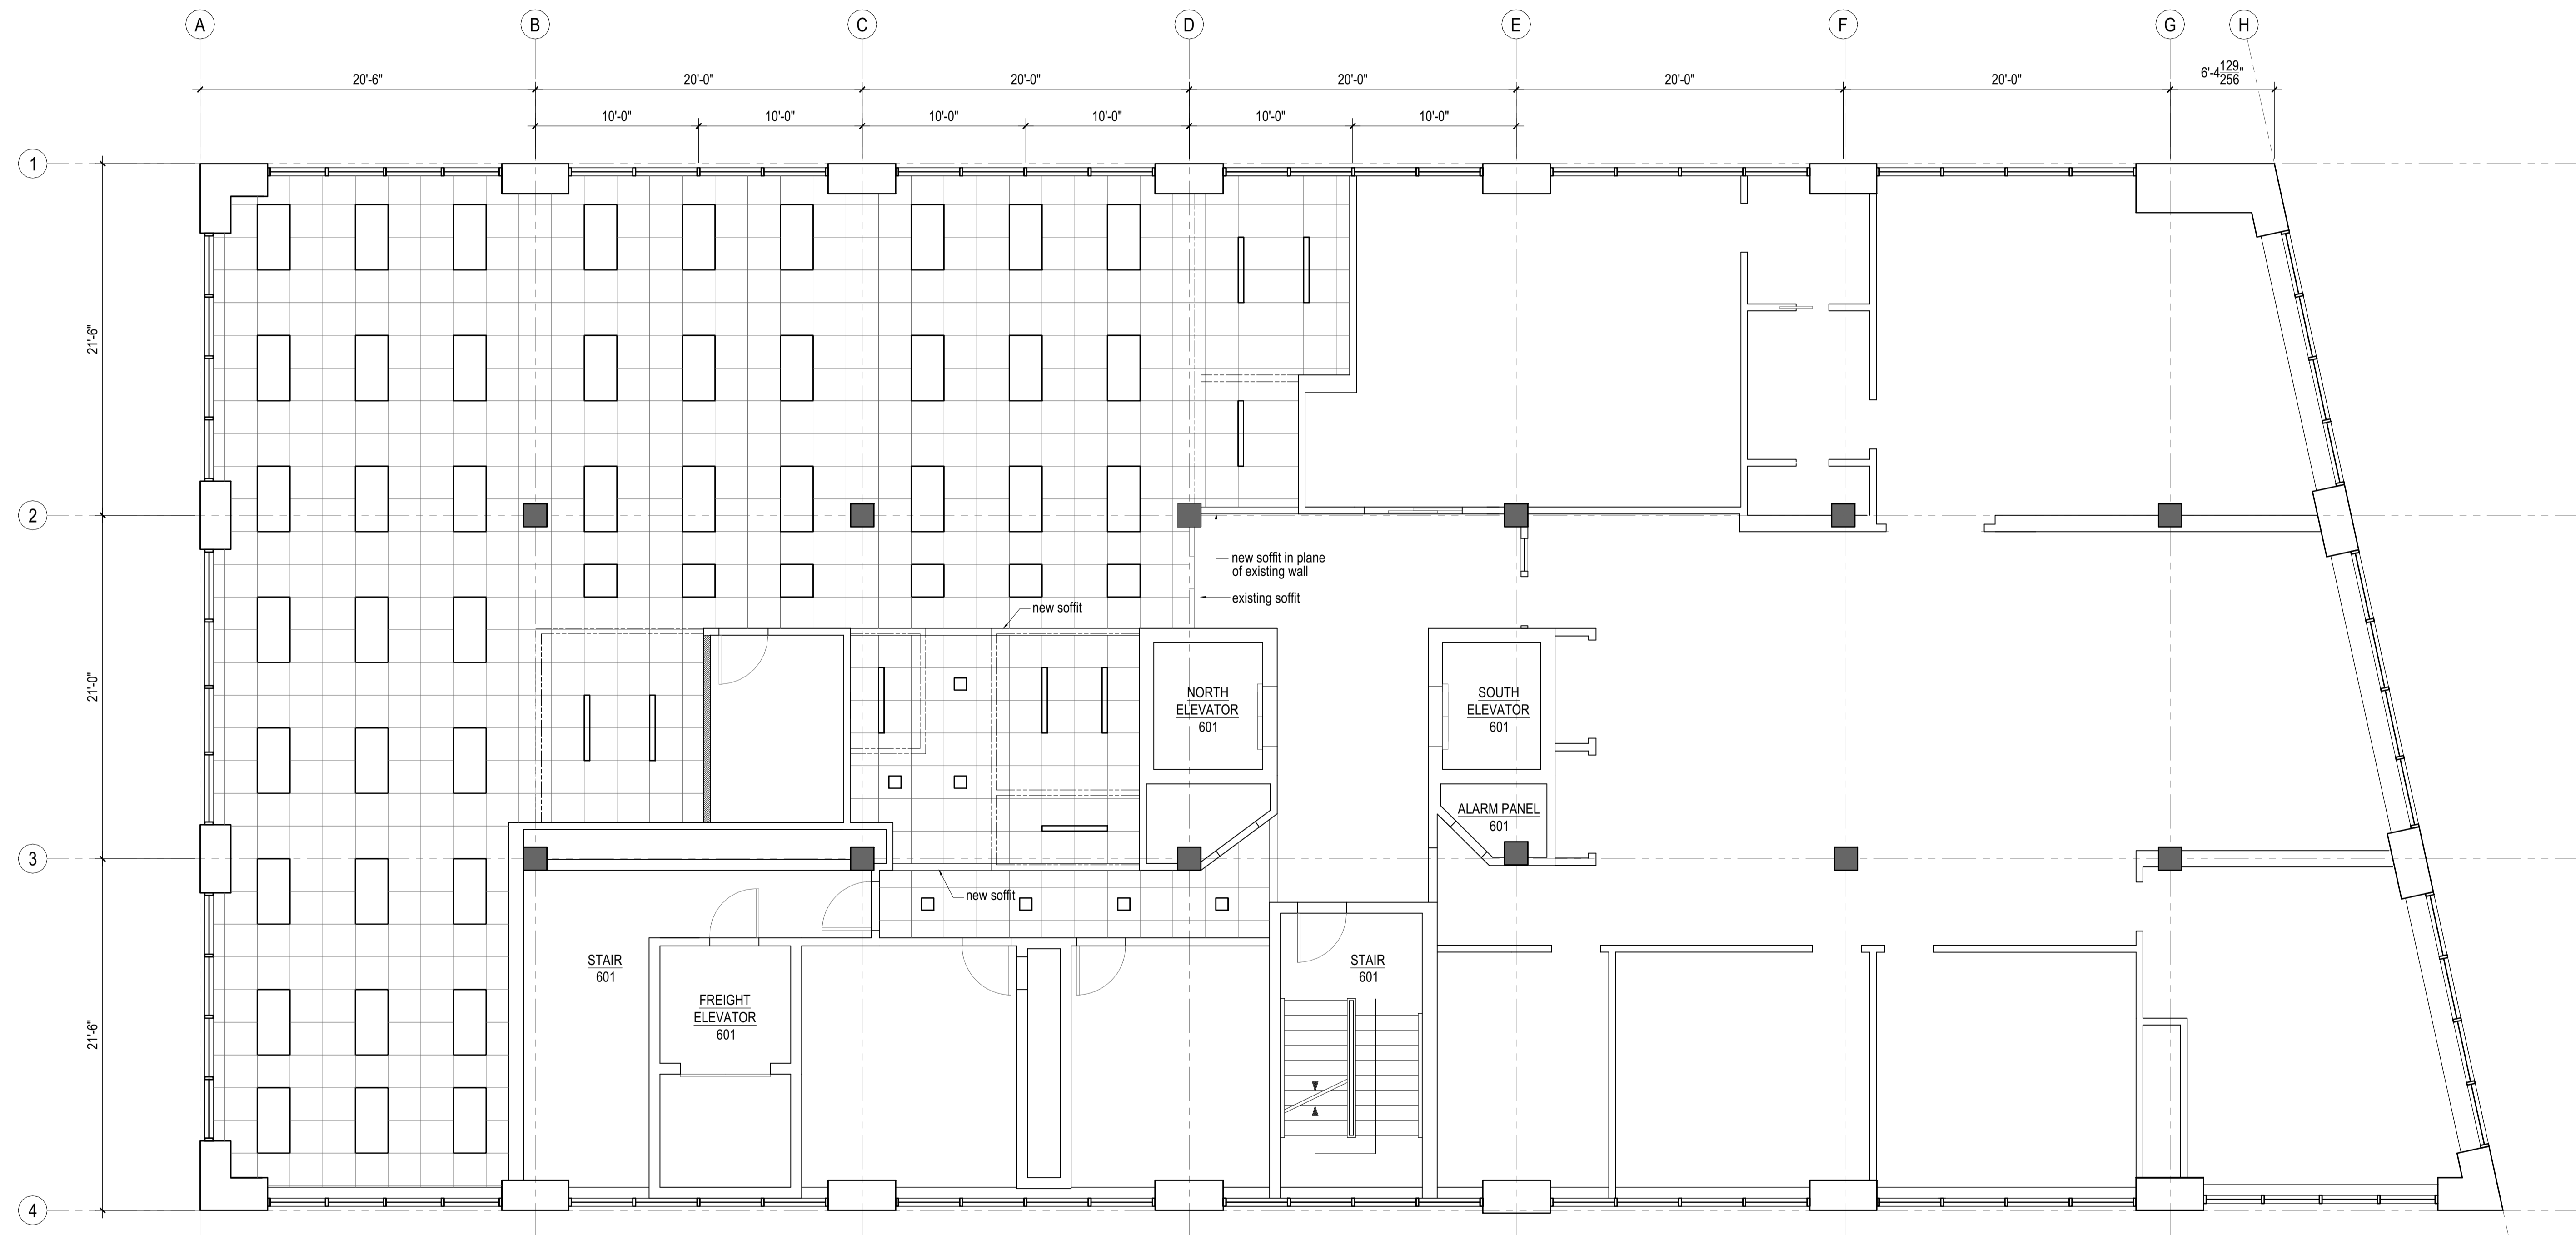 A B C D E F G H
20'-6" 20'-0" 20'-0" 20'-0" 20'-0" 20'-0" 6'-4 129/256"
10'-0" 10'-0" 10'-0" 10'-0" 10'-0" 10'-0"
1
21'-6"
2
new soffit in plane
of existing wall
existing soffit
new soffit
21'-0"
NORTH
ELEVATOR
601
SOUTH
ELEVATOR
601
ALARM PANEL
601
3
new soffit
STAIR
601
STAIR
601
FREIGHT
ELEVATOR
601
21'-6"
4